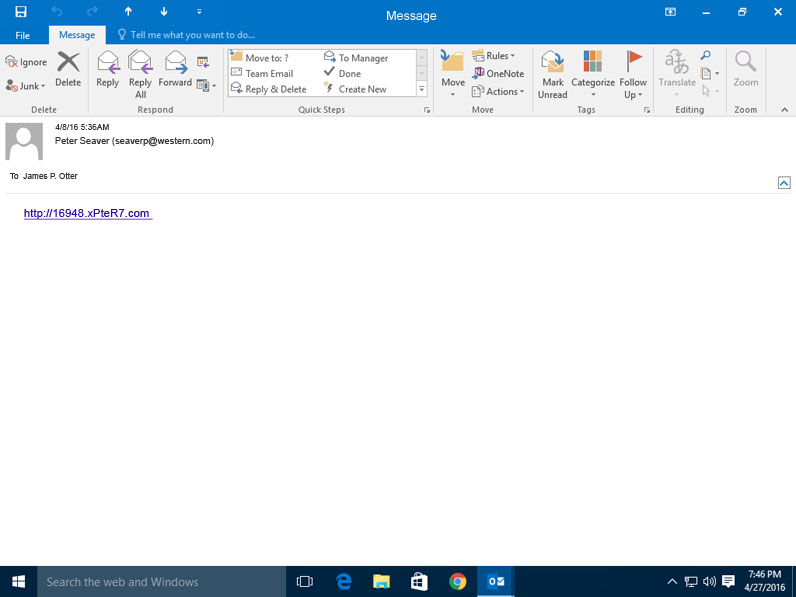 Message
File
Message
Tell me what you want to do...
Ignore
Junk
Delete
Reply
Reply All
Forward
Move to: ?
Team Email
Reply & Delete
To Manager
Done
Create New
Move
Rules
OneNote
Actions
Mark Unread
Categorize
Follow Up
Translate
Zoom
Delete
Respond
Quick Steps
Move
Tags
Editing
Zoom
4/8/16 5:36AM
Peter Seaver (seaverp@western.com)
To James P. Otter
http://16948.xPteR7.com
Search the web and Windows
7:46 PM
4/27/2016